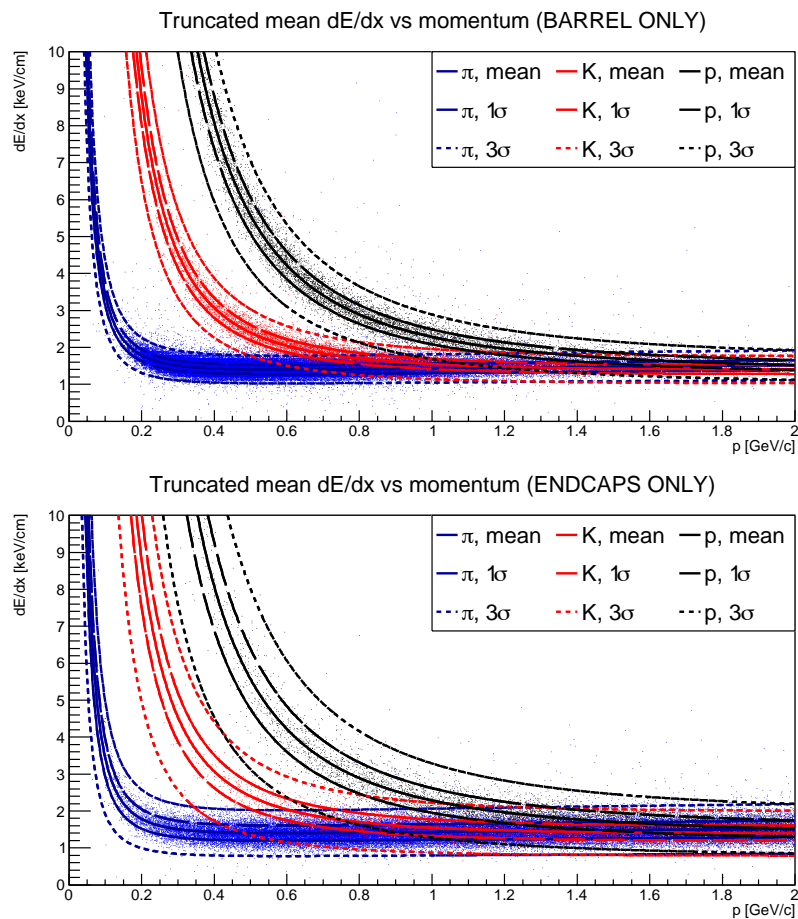 Truncated mean dE/dx vs momentum (BARREL ONLY)
dE/dx [keV/cm]
10
9
8
7
6
5
4
3
2
1
0
π, mean K, mean p, mean
π, 1σ K, 1σ p, 1σ
π, 3σ K, 3σ p, 3σ
0 0.2 0.4 0.6 0.8 1 1.2 1.4 1.6 1.8 2
p [GeV/c]
Truncated mean dE/dx vs momentum (ENDCAPS ONLY)
dE/dx [keV/cm]
10
9
8
7
6
5
4
3
2
1
0
π, mean K, mean p, mean
π, 1σ K, 1σ p, 1σ
π, 3σ K, 3σ p, 3σ
0 0.2 0.4 0.6 0.8 1 1.2 1.4 1.6 1.8 2
p [GeV/c]